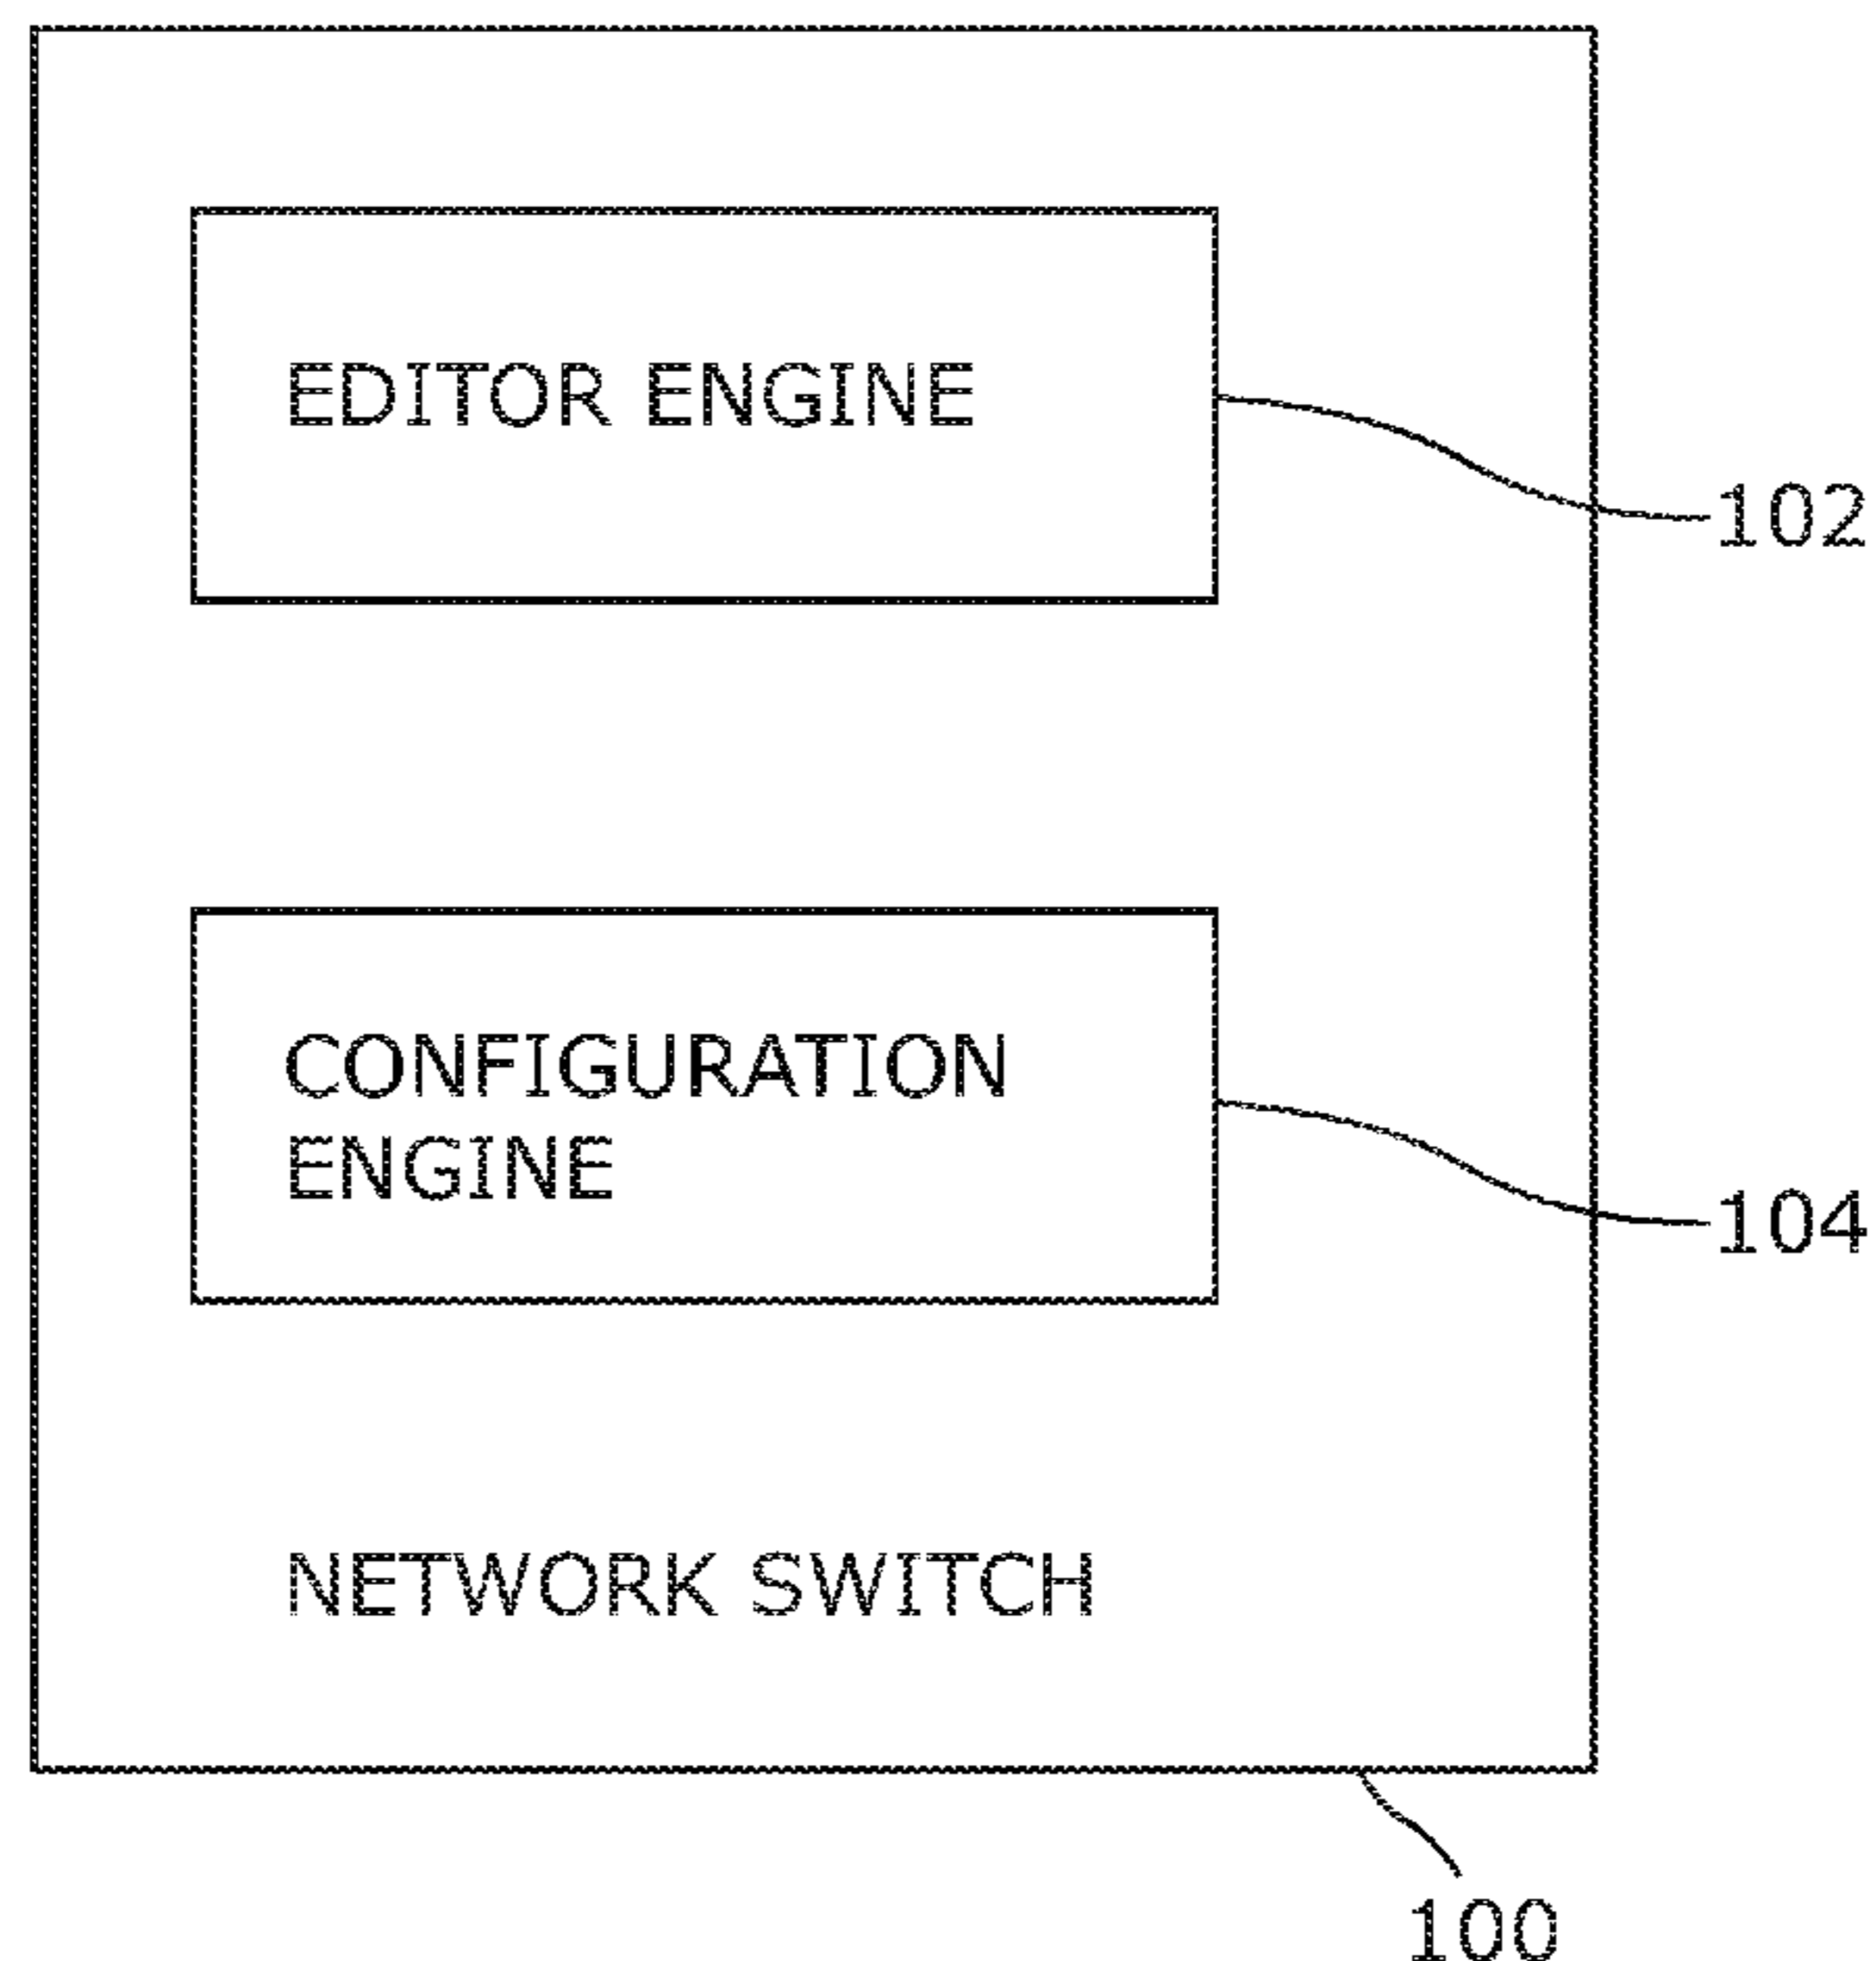 EDITOR ENGINE
102
CONFIGURATION
ENGINE
104
NETWORK SWITCH
100